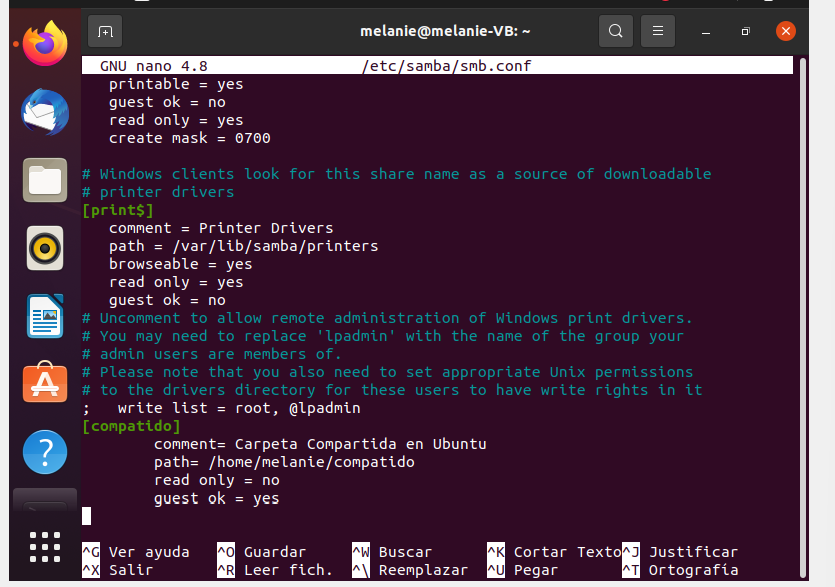 melanie@melanie-VB: ~
GNU nano 4.8 /etc/samba/smb.conf
printable = yes
guest ok = no
read only = yes
create mask = 0700
# Windows clients look for this share name as a source of downloadable
# printer drivers
[print$]
comment = Printer Drivers
path = /var/lib/samba/printers
browseable = yes
read only = yes
guest ok = no
# Uncomment to allow remote administration of Windows print drivers.
# You may need to replace 'lpadmin' with the name of the group your
# admin users are members of.
# Please note that you also need to set appropriate Unix permissions
# to the drivers directory for these users to have write rights in it
; write list = root, @lpadmin
[compatido]
comment= Carpeta Compartida en Ubuntu
path= /home/melanie/compatido
read only = no
guest ok = yes
^G Ver ayuda ^O Guardar ^W Buscar ^K Cortar Texto ^J Justificar
^X Salir ^R Leer fich. ^\ Reemplazar ^U Pegar ^T Ortografía